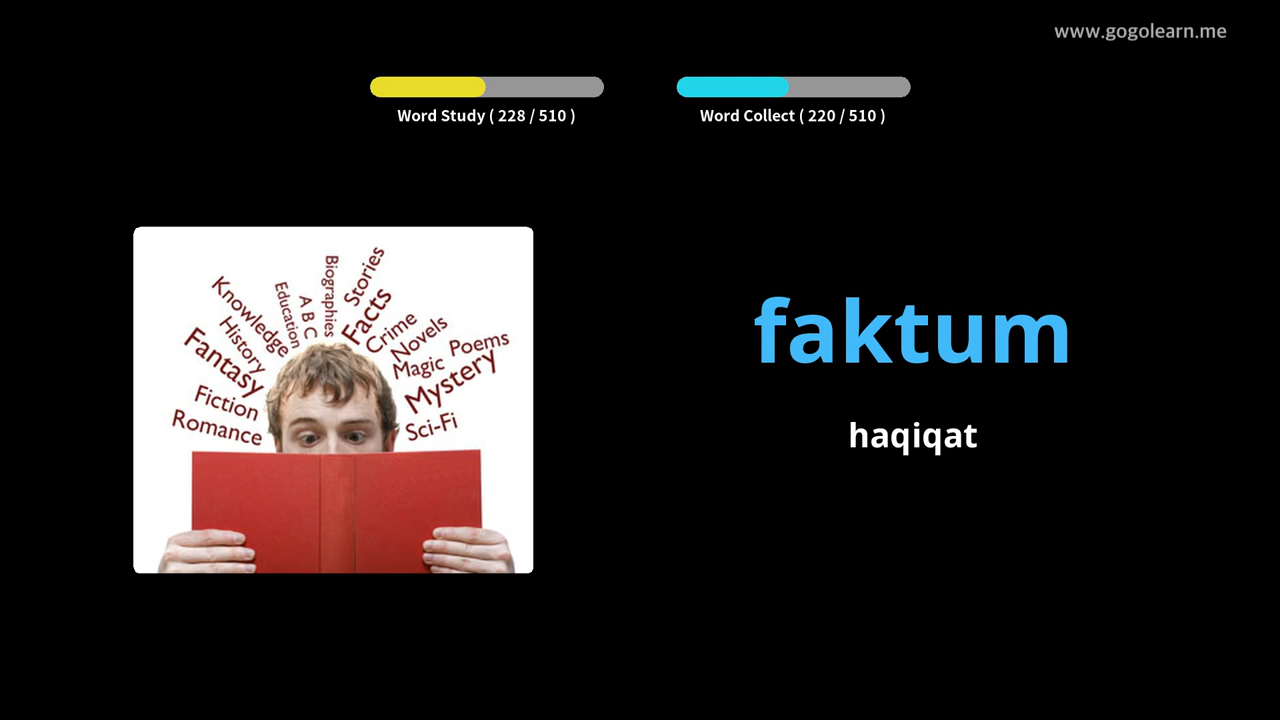 www.gogolearn.me
Word Study ( 228 / 510 )
Word Collect ( 220 / 510 )
Biographies
Stories
Education
A B C
Facts
Knowledge
Crime
History
Novels
Fantasy
Magic
Poems
Mystery
Fiction
Romance
Sci-Fi
faktum
haqiqat